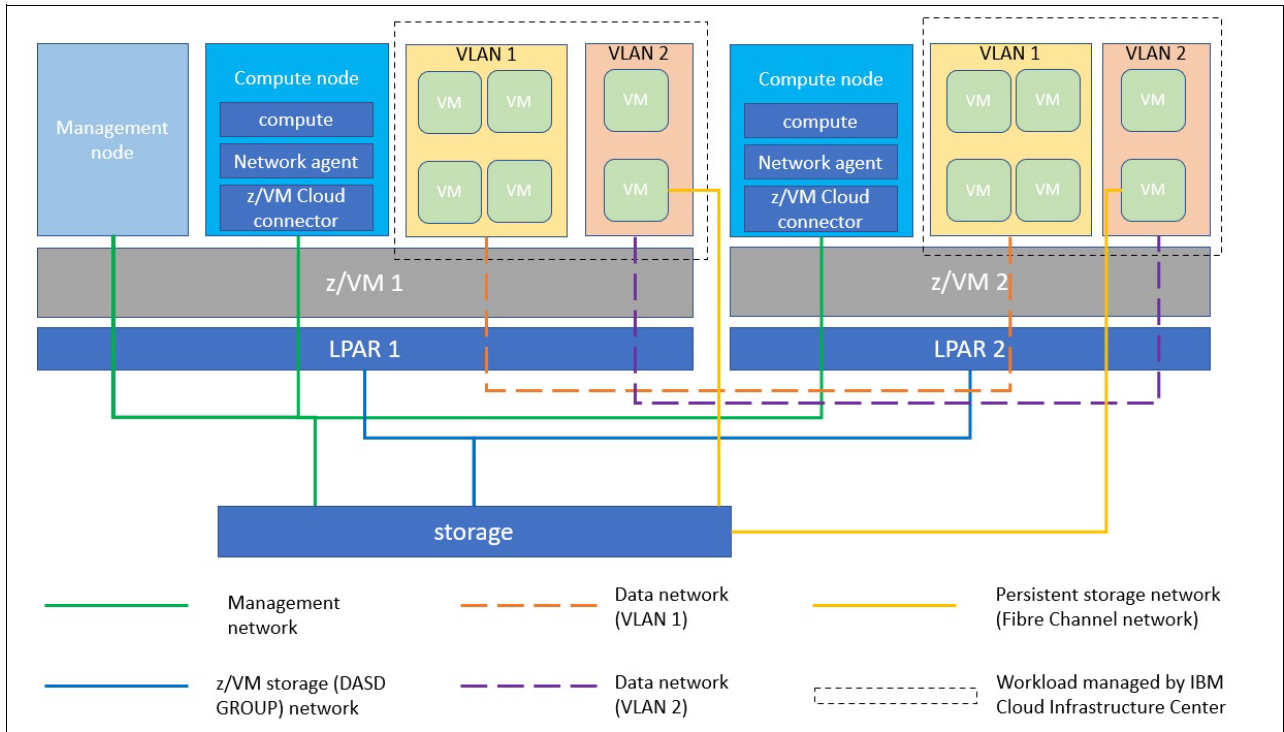 Management
node
Compute node
compute
Network agent
z/VM Cloud
connector
VLAN 1
VM VM
VM VM
VLAN 2
VM
VM
Compute node
compute
Network agent
z/VM Cloud
connector
VLAN 1
VM VM
VM VM
VLAN 2
VM
VM
z/VM 1
z/VM 2
LPAR 1
LPAR 2
storage
Management
network
Data network
(VLAN 1)
Persistent storage network
(Fibre Channel network)
z/VM storage (DASD
GROUP) network
Data network
(VLAN 2)
Workload managed by IBM
Cloud Infrastructure Center